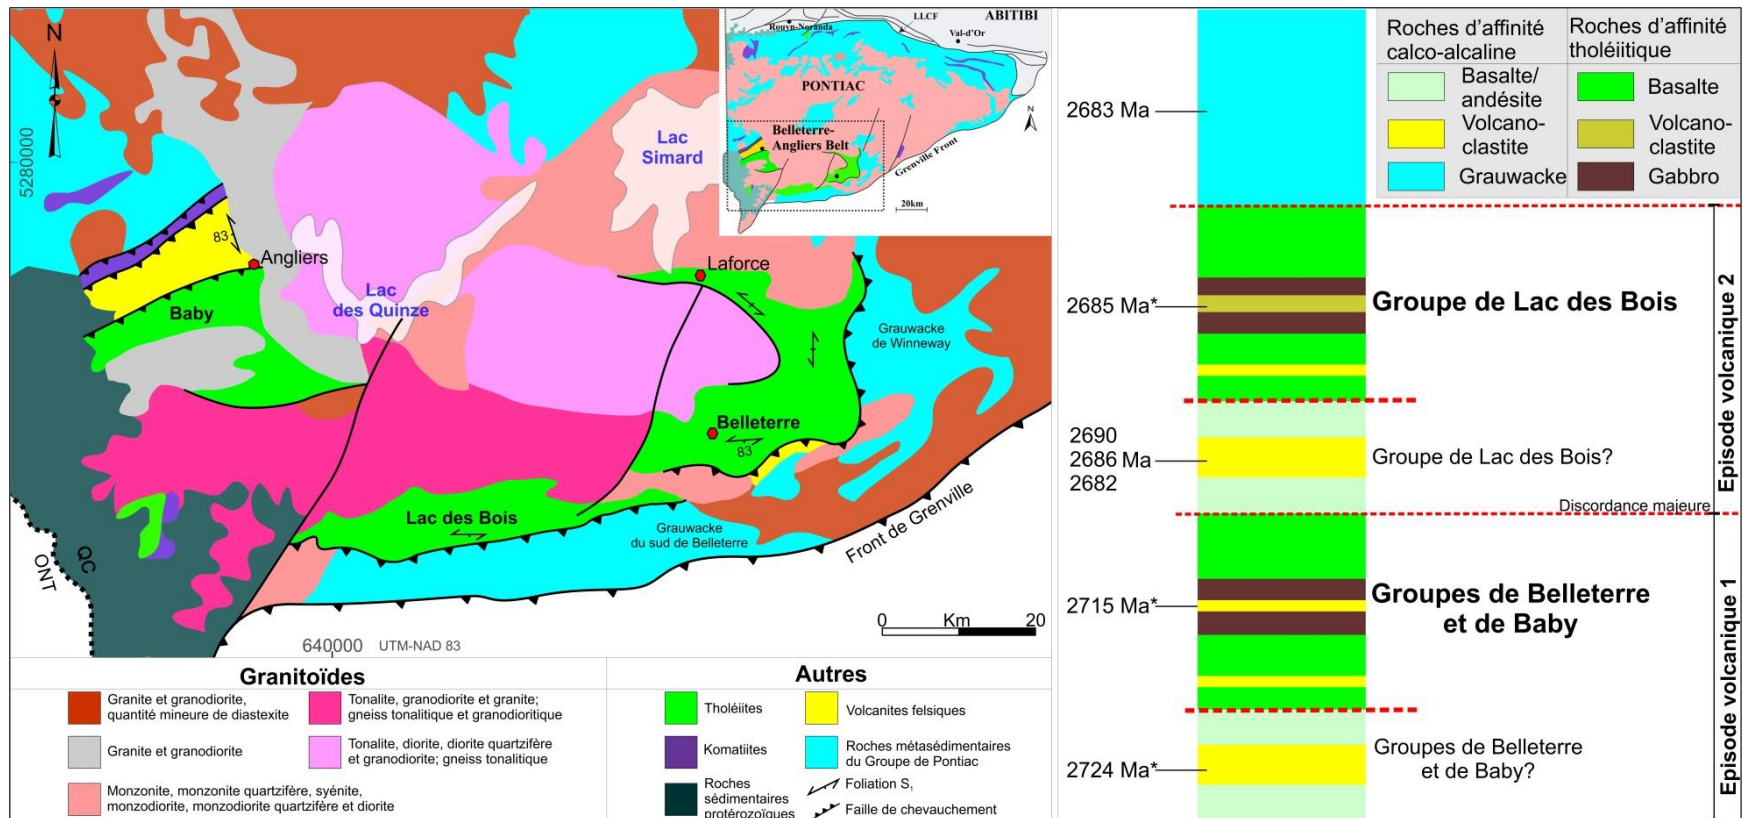 N
5280000
Lac
Simard
83
Angliers
Baby
Lac
des Quinze
Laforce
Grauwacke
de Winneway
Belleterre
83
Lac des Bois
Grauwacke
du sud de Belleterre
Front de Grenville
QC
ONT
0 Km 20
640000 UTM-NAD 83
ABITIBI
Rouyn-Noranda
LLCF
Val-d'Or
PONTIAC
N
Belleterre-
Angliers Belt
Grenville Front
20km
Granitoïdes
Granite et granodiorite,
quantité mineure de diastexite
Granite et granodiorite
Monzonite, monzonite quartzifère, syénite,
monzodiorite, monzodiorite quartzifère et diorite
Tonalite, granodiorite et granite;
gneiss tonalitique et granodioritique
Tonalite, diorite, diorite quartzifère
et granodiorite; gneiss tonalitique
Autres
Tholéiites
Komatiites
Roches
sédimentaires
protérozoïques
Volcanites felsiques
Roches métasédimentaires
du Groupe de Pontiac
Foliation S1
Faille de chevauchement
Roches d'affinité
calco-alcaline
Basalte/
andésite
Volcano-
clastite
Grauwacke
Roches d'affinité
tholéiitique
Basalte
Volcano-
clastite
Gabbro
2683 Ma
2685 Ma*
Groupe de Lac des Bois
2690
2686 Ma
2682
Groupe de Lac des Bois?
Discordance majeure
Episode volcanique 2
2715 Ma*
Groupes de Belleterre
et de Baby
2724 Ma*
Groupes de Belleterre
et de Baby?
Episode volcanique 1